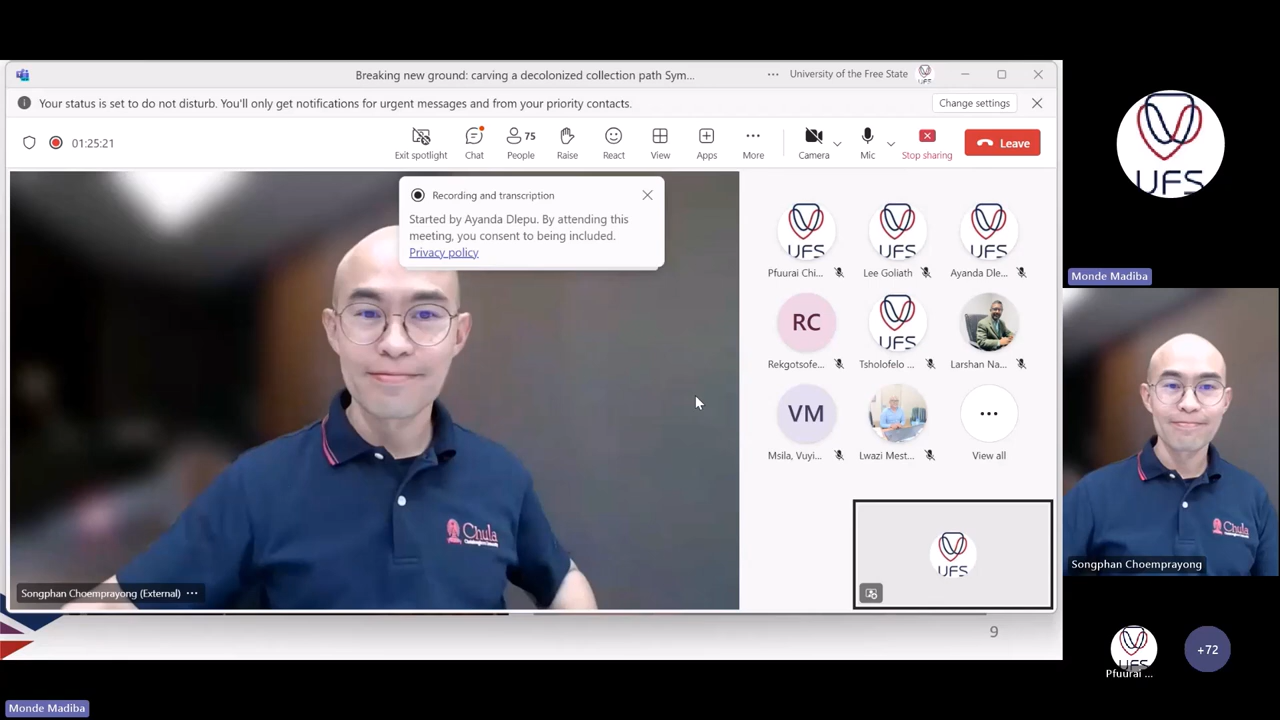 Breaking new ground: carving a decolonized collection path Sym...
University of the Free State
Your status is set to do not disturb. You'll only get notifications for urgent messages and from your priority contacts.
Change settings
01:25:21
Exit spotlight
Chat
75
People
Raise
React
View
Apps
More
Camera
Mic
Stop sharing
Leave
Recording and transcription
Started by Ayanda Dlepu. By attending this
meeting, you consent to being included.
Privacy policy
UFS
Pfuurai Chi...
UFS
Lee Goliath
UFS
Ayanda Dle...
RC
Rekgotsofe...
UFS
Tsholofelo ...
Larshan Na...
VM
Msila, Vuyi...
Lwazi Mest...
View all
UFS
Chula
Songphan Choemprayong (External)
9
UFS
Monde Madiba
Chula
Songphan Choemprayong
UFS
Pfuurai ...
+72
Monde Madiba